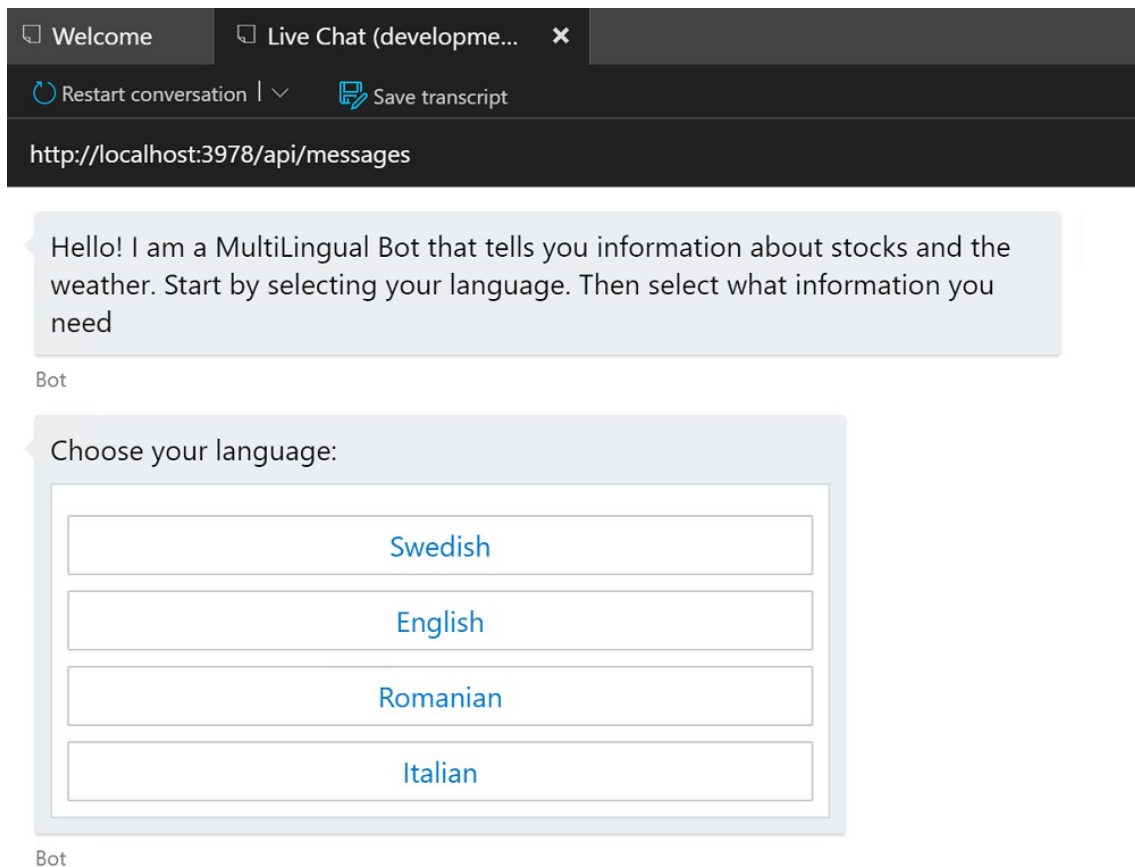 Welcome
Live Chat (developme...
Restart conversation
Save transcript
http://localhost:3978/api/messages
Hello! I am a MultiLingual Bot that tells you information about stocks and the
weather. Start by selecting your language. Then select what information you
need
Bot
Choose your language:
Swedish
English
Romanian
Italian
Bot